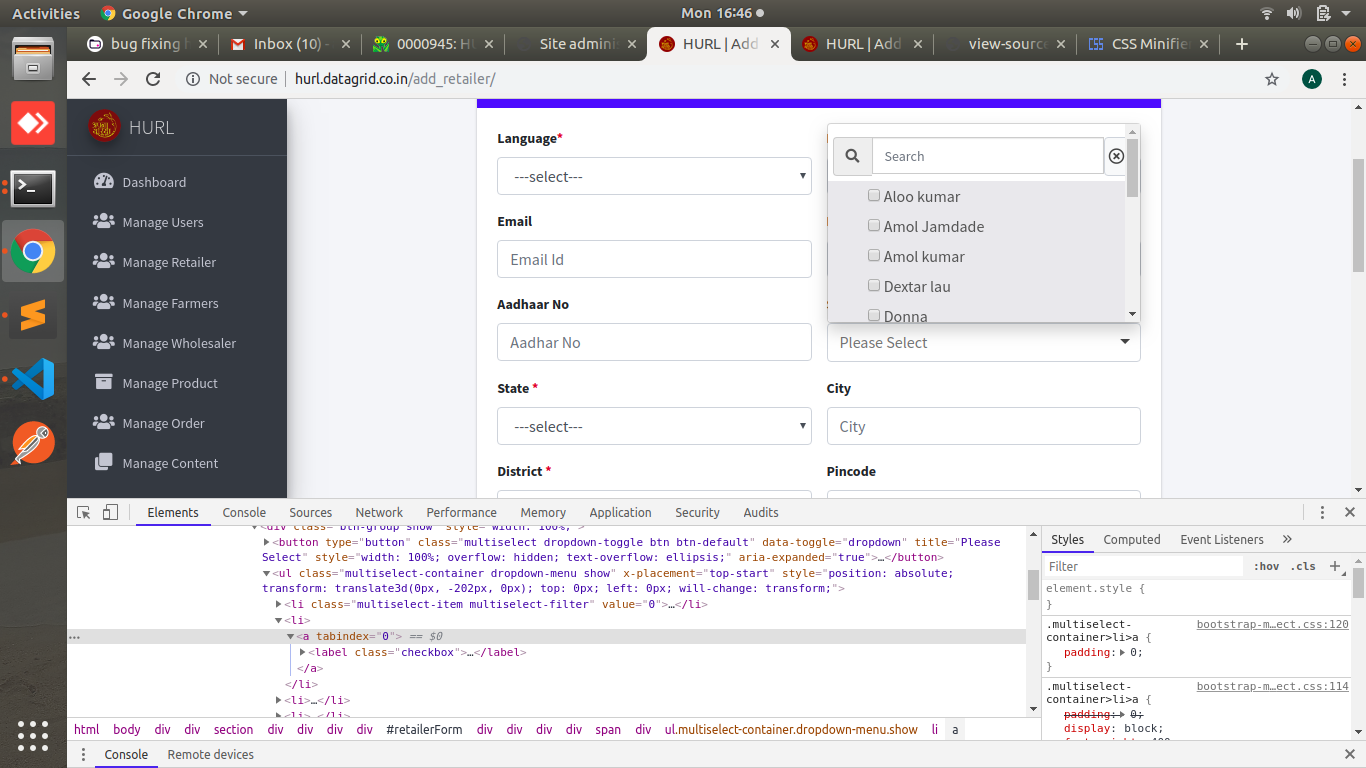 Activities
Google Chrome
Mon 16:46
bug fixing
Inbox (10) -
0000945: HU
Site admini
HURL | Add
HURL | Add
view-source
CSS Minifie
Not secure
hurl.datagrid.co.in/add_retailer/
A
HURL
Dashboard
Manage Users
Manage Retailer
Manage Farmers
Manage Wholesaler
Manage Product
Manage Order
Manage Content
Language*
---select---
Search
Aloo kumar
Amol Jamdade
Amol kumar
Dextar lau
Donna
Email
Email Id
Aadhaar No
Aadhar No
Please Select
State *
City
---select---
City
District *
Pincode
Elements Console Sources Network Performance Memory Application Security Audits
<div class="btn-group show" style="width: 100%;">
<button type="button" class="multiselect dropdown-toggle btn btn-default" data-toggle="dropdown" title="Please
Select" style="width: 100%; overflow: hidden; text-overflow: ellipsis;" aria-expanded="true">…</button>
<ul class="multiselect-container dropdown-menu show" x-placement="top-start" style="position: absolute;
transform: translate3d(0px, -202px, 0px); top: 0px; left: 0px; will-change: transform;">
<li class="multiselect-item multiselect-filter" value="0">…</li>
<li>
<a tabindex="0"> == $0
<label class="checkbox">…</label>
</a>
</li>
<li>…</li>
<li>…</li>
html body div section div div div #retailerForm div div div span div ul.multiselect-container.dropdown-menu.show li a
Styles Computed Event Listeners »
Filter :hov .cls +
element.style {
}
.multiselect- bootstrap-m…ect.css:120
container>li>a {
padding: 0;
}
.multiselect- bootstrap-m…ect.css:114
container>li>a {
padding: 0;
display: block;
Console Remote devices